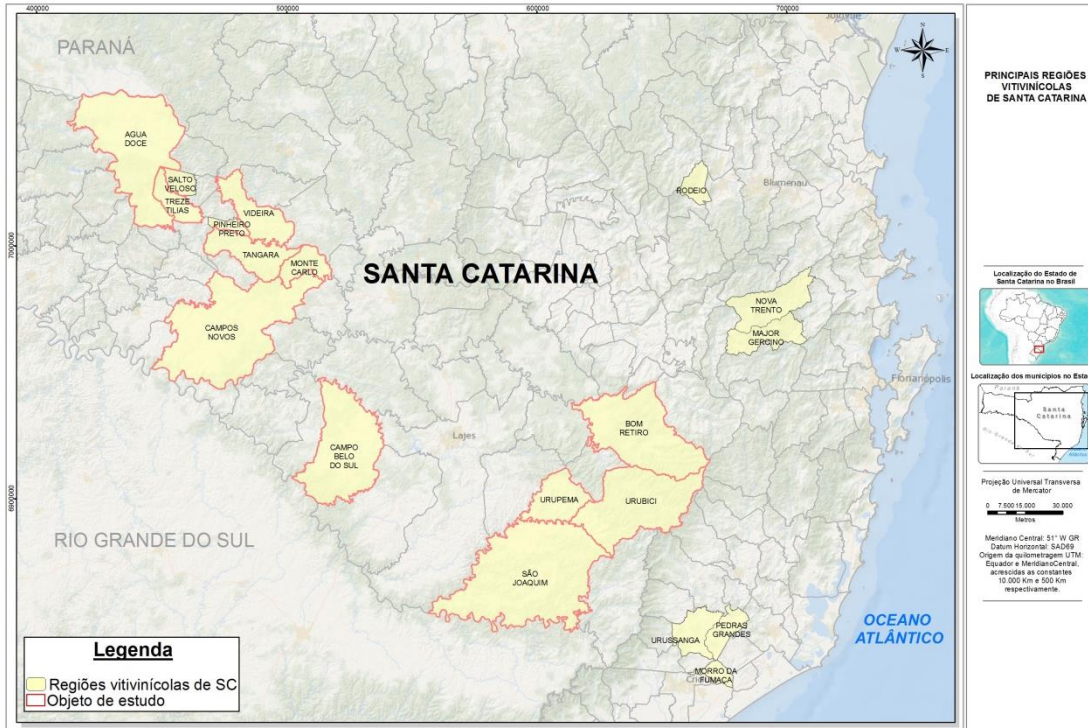 400000
500000
600000
700000
7000000
6900000
PARANÁ
Joinville
N
W
E
S
AGUA
DOCE
SALTO
VELOSO
TREZE
TILIAS
VIDEIRA
PINHEIRO
PRETO
TANGARA
MONTE
CARLO
CAMPOS
NOVOS
SANTA CATARINA
RODEIO
Blumenau
NOVA
TRENTO
MAJOR
GERCINO
Florianópolis
CAMPO
BELO
DO SUL
Lajes
BOM
RETIRO
URUPEMA
URUBICI
SÃO
JOAQUIM
RIO GRANDE DO SUL
URUSSANGA
PEDRAS
GRANDES
MORRO DA
FUMAÇA
OCEANO
ATLÂNTICO
Legenda
Regiões vitivinícolas de SC
Objeto de estudo
PRINCIPAIS REGIÕES
VITIVINÍCOLAS
DE SANTA CATARINA
Localização do Estado de
Santa Catarina no Brasil
Localização dos municípios no Esta
Paraná
Santa
Catarina
Rio Grande do Sul
Projeção Universal Transversa
de Mercator
0 7.500 15.000 30.000
Metros
Meridiano Central: 51° W GR
Datum Horizontal: SAD69
Origem da quilometragem UTM:
Equador e MeridianoCentral,
acrescidas as constantes
10.000 Km e 500 Km
respectivamente.